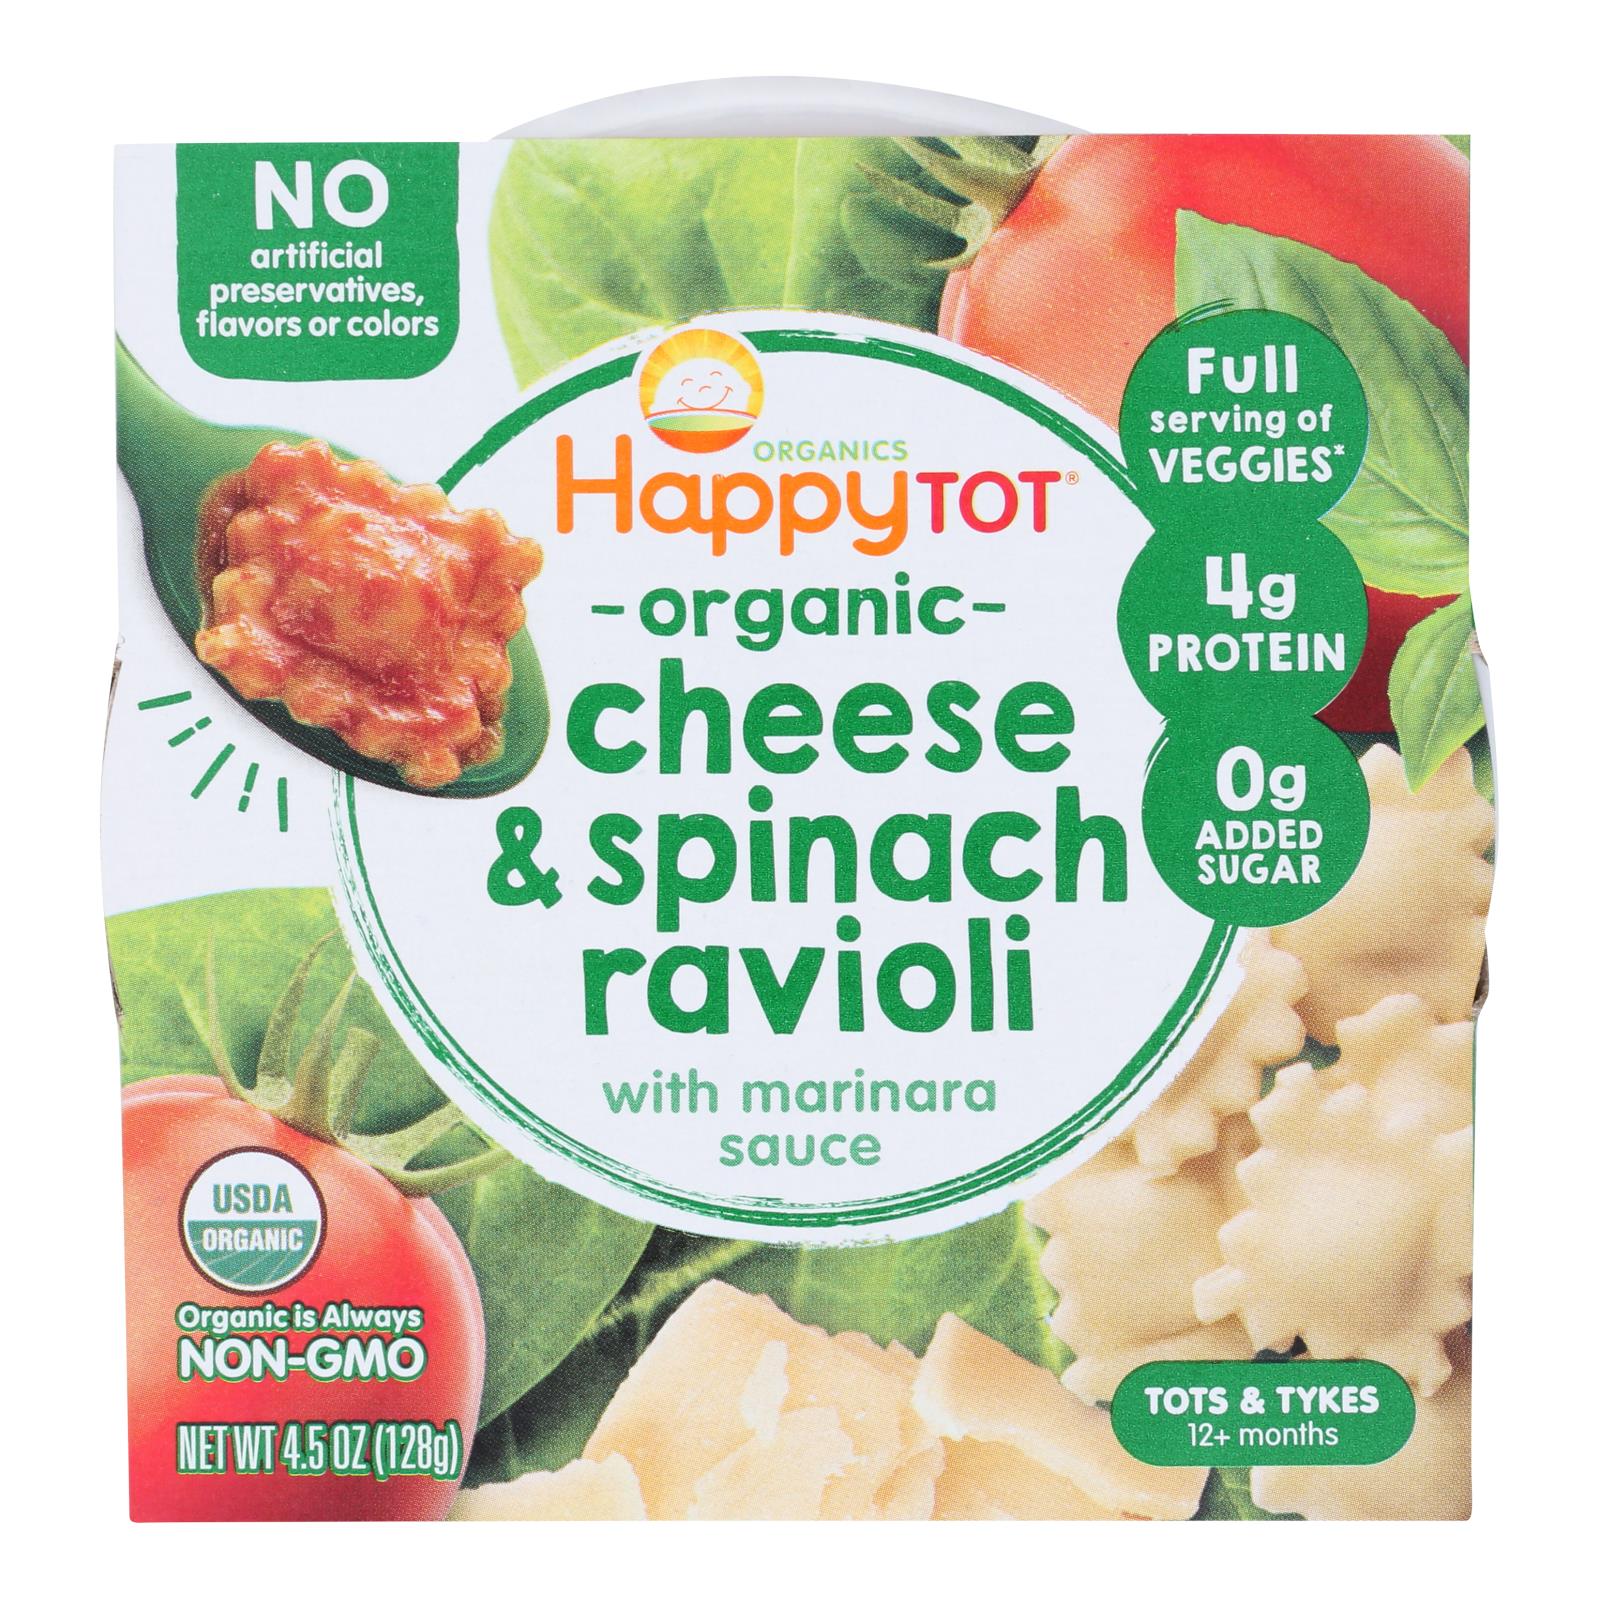 NO
artificial
preservatives,
flavors or colors
ORGANICS
HappyTOT®
-organic-
cheese
& spinach
ravioli
with marinara
sauce
Full
serving of
VEGGIES*
4g
PROTEIN
0g
ADDED
SUGAR
USDA
ORGANIC
Organic is Always
NON-GMO
NET WT 4.5 OZ (128g)
TOTS & TYKES
12+ months